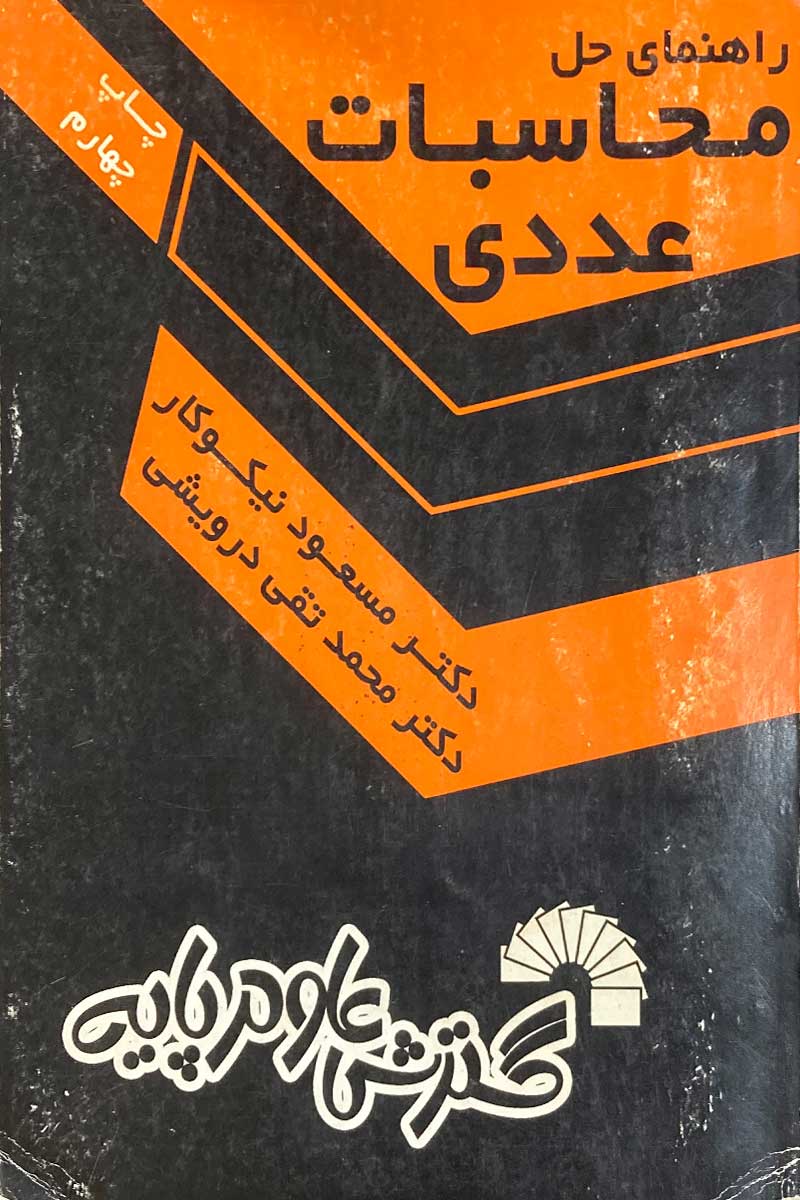 راهنمای حل
محاسبات
عددی
چاپ
چهارم
دکتر مسعود نیکوکار
دکتر محمد تقی درویشی
گسترش علوم پایه